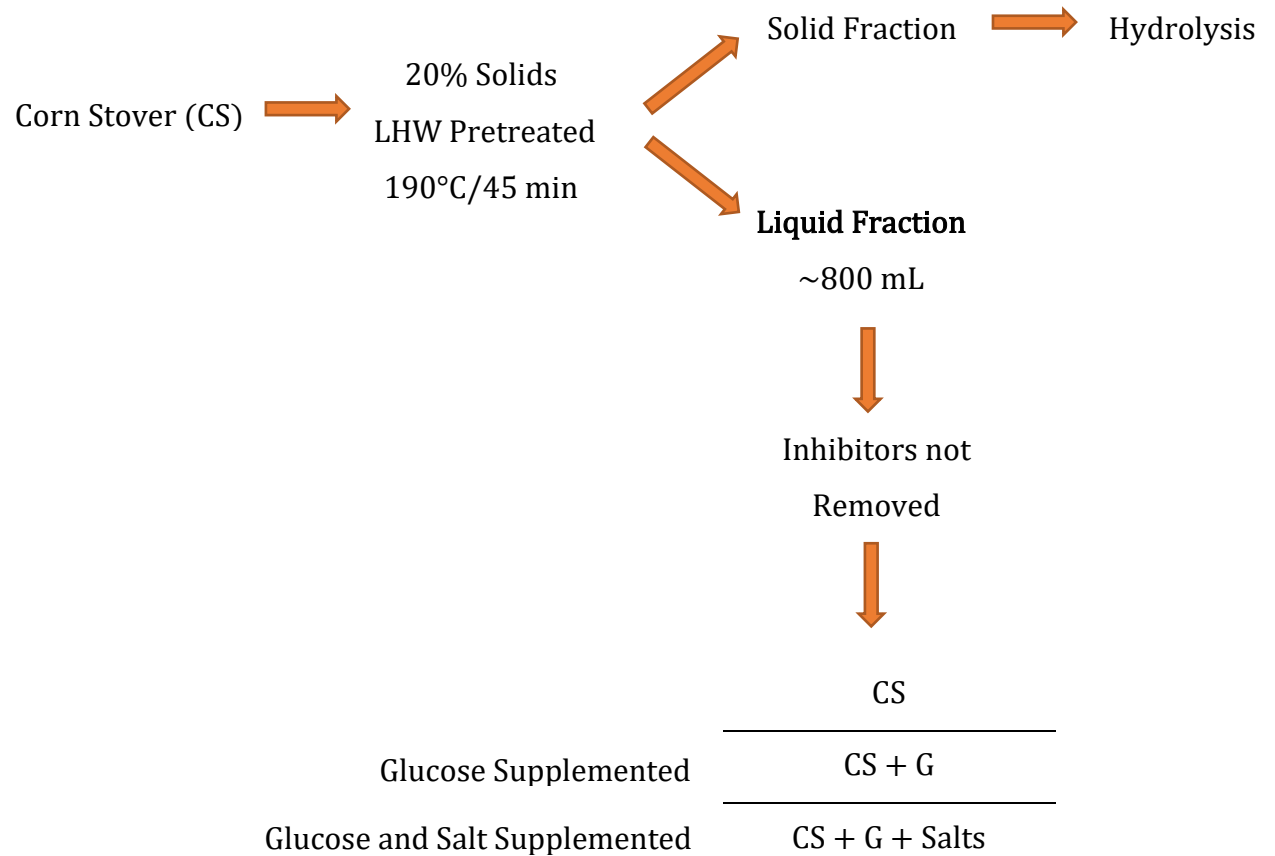 Solid Fraction
Hydrolysis
20% Solids
Corn Stover (CS)
LHW Pretreated
190°C/45 min
Liquid Fraction
~800 mL
Inhibitors not
Removed
CS
Glucose Supplemented
CS + G
Glucose and Salt Supplemented
CS + G + Salts